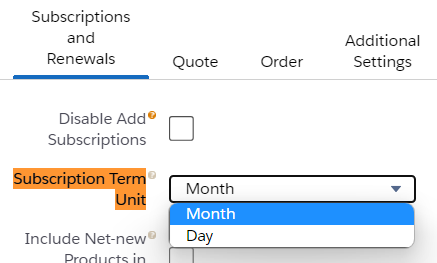 Subscriptions
and
Renewals
Quote
Order
Additional
Settings
Disable Add
Subscriptions
Subscription Term
Unit
Month
Month
Day
Include Net-new
Products in